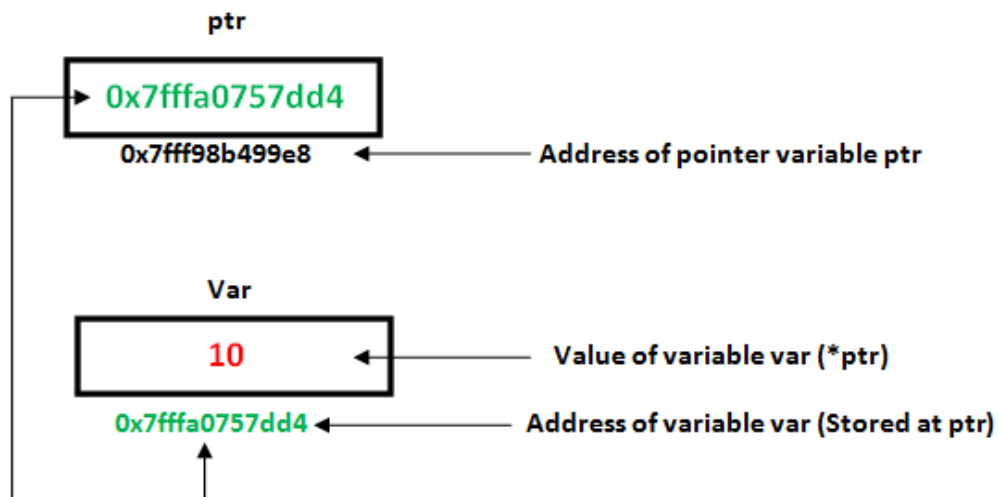 ptr
0x7fffa0757dd4
0x7fff98b499e8
Address of pointer variable ptr
Var
10
Value of variable var (*ptr)
0x7fffa0757dd4
Address of variable var (Stored at ptr)